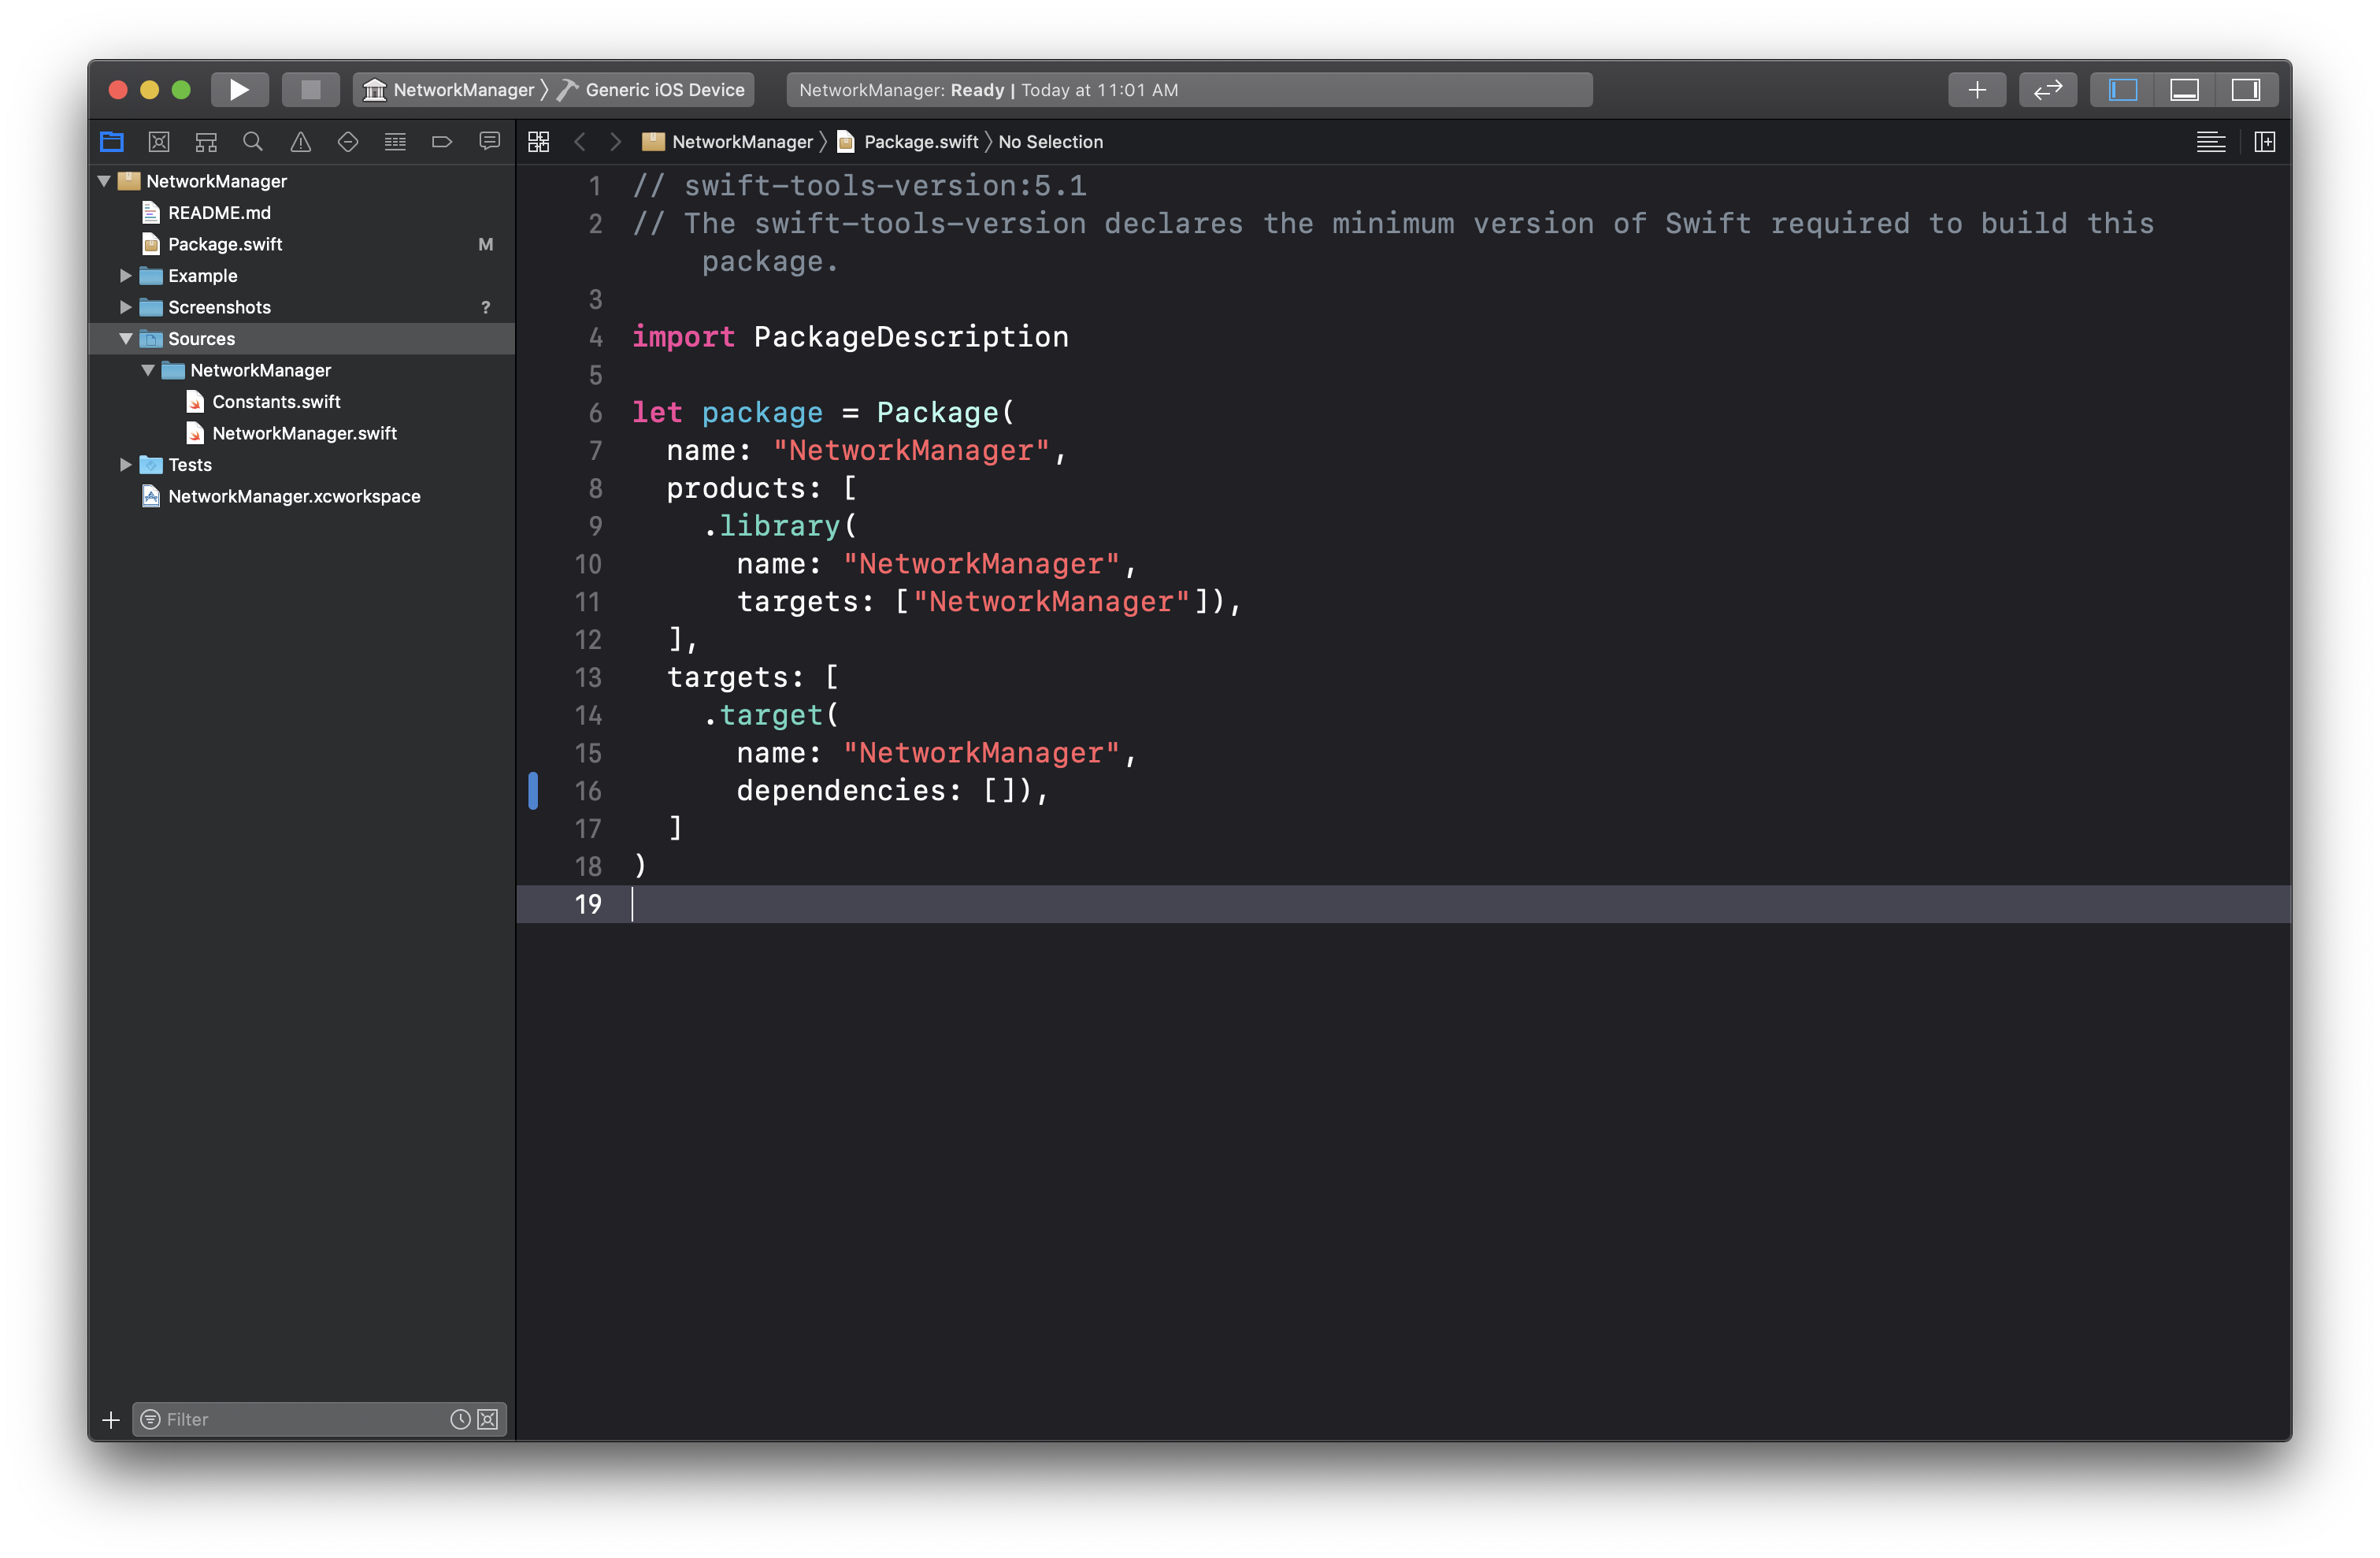 NetworkManager Generic iOS Device
NetworkManager: Ready | Today at 11:01 AM
NetworkManager Package.swift No Selection
NetworkManager
README.md
Package.swift M
Example
Screenshots ?
Sources
NetworkManager
Constants.swift
NetworkManager.swift
Tests
NetworkManager.xcworkspace
Filter
1 // swift-tools-version:5.1
2 // The swift-tools-version declares the minimum version of Swift required to build this
package.
3
4 import PackageDescription
5
6 let package = Package(
7 name: "NetworkManager",
8 products: [
9 .library(
10 name: "NetworkManager",
11 targets: ["NetworkManager"]),
12 ],
13 targets: [
14 .target(
15 name: "NetworkManager",
16 dependencies: []),
17 ]
18 )
19